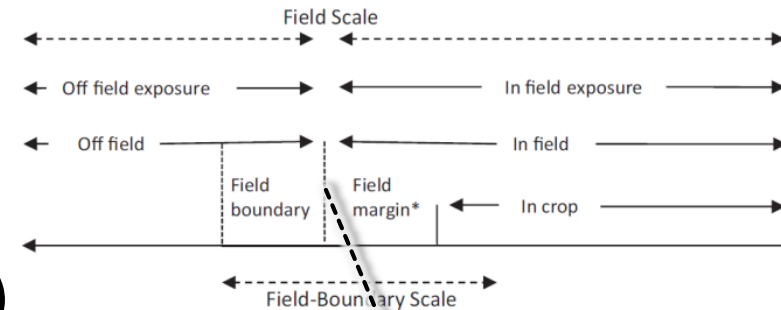 Field Scale
Off field exposure In field exposure
Off field In field
Field
boundary
Field
margin*
In crop
Field-Boundary Scale